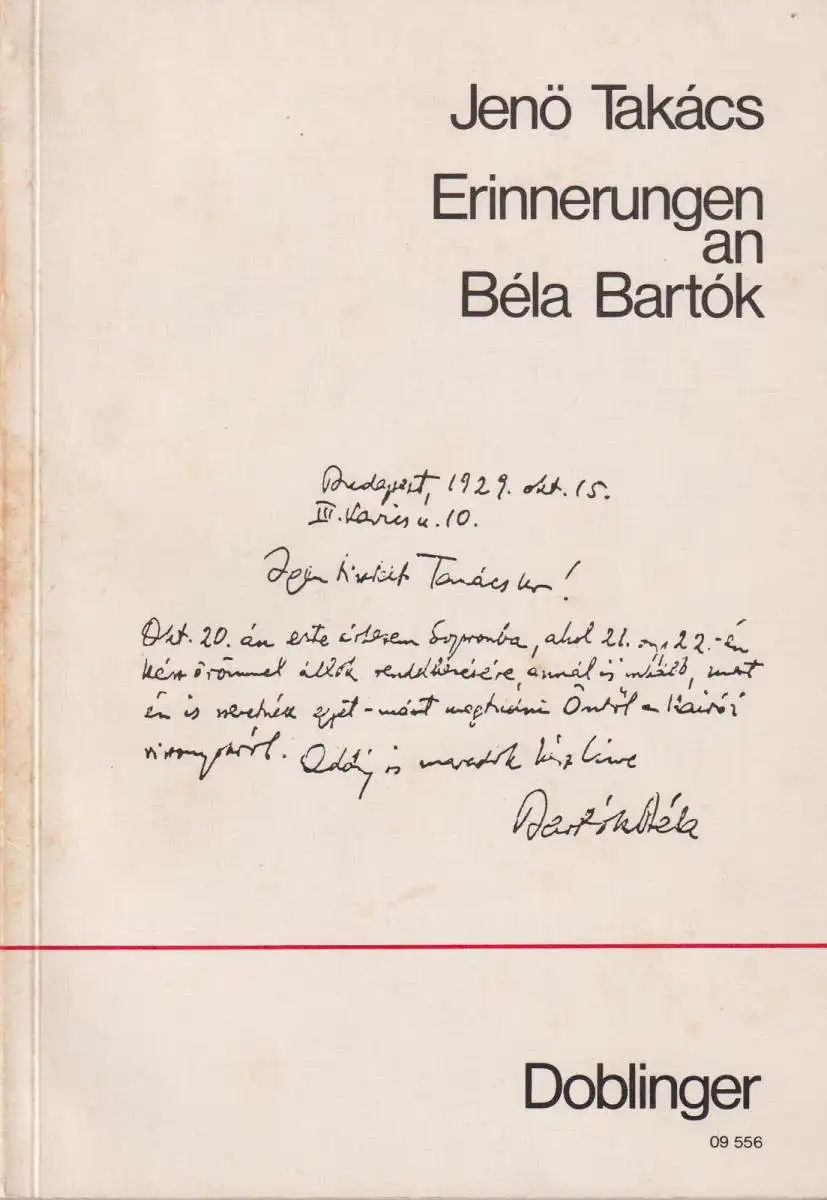 Jenö Takács
Erinnerungen
an
Béla Bartók
Budapest, 1929. okt. 15.
III. Kavics u. 10.
Igen tisztelt Takács úr!
Okt. 20. án este érkezem Sopronba, ahol 21. 22.-én
kész örömmel állok rendelkezésére, annál is inkább, mert
én is szeretnék egyet-mást megtudni Öntől a kairói
viszonyokról. Addig is maradok kész híve
Bartók Béla
Doblinger
09 556